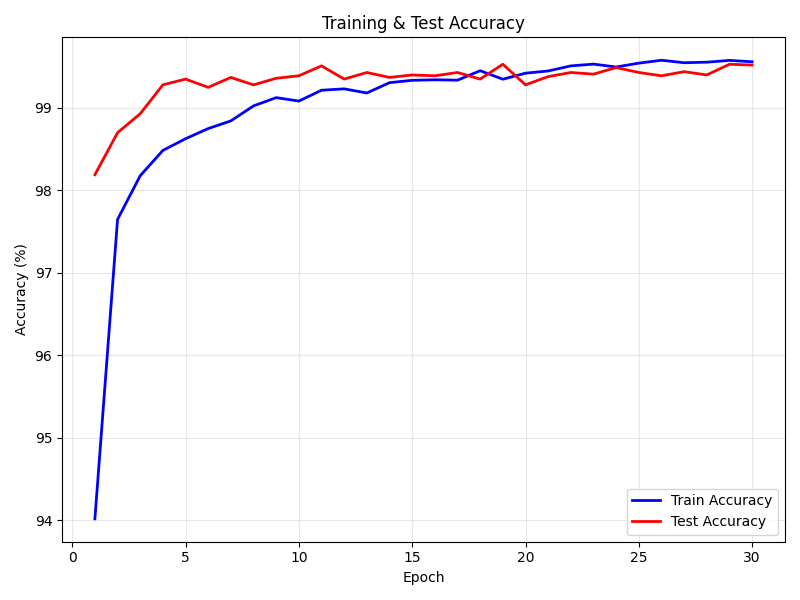 Training & Test Accuracy
Accuracy (%)
99
98
97
96
95
94
0 5 10 15 20 25 30
Epoch
Train Accuracy
Test Accuracy